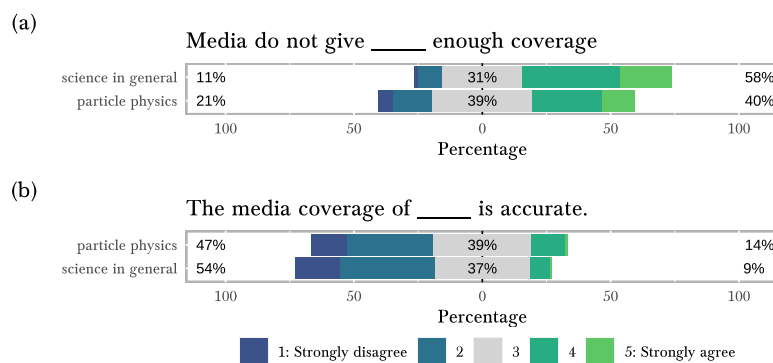 (a)
Media do not give _____ enough coverage
science in general 11% 31% 58%
particle physics 21% 39% 40%
100 50 0 50 100
Percentage
(b)
The media coverage of _____ is accurate.
particle physics 47% 39% 14%
science in general 54% 37% 9%
100 50 0 50 100
Percentage
1: Strongly disagree 2 3 4 5: Strongly agree